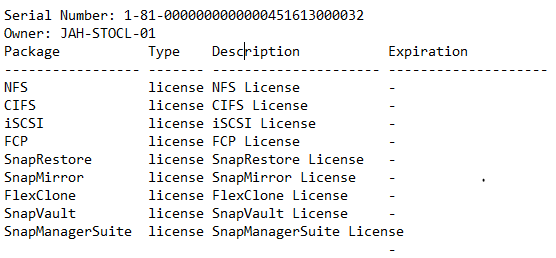 Serial Number: 1-81-0000000000000451613000032
Owner: JAH-STOCL-01
Package Type Description Expiration
----------------- ------- --------------------- --------------------
NFS license NFS License -
CIFS license CIFS License -
iSCSI license iSCSI License -
FCP license FCP License -
SnapRestore license SnapRestore License -
SnapMirror license SnapMirror License -
FlexClone license FlexClone License -
SnapVault license SnapVault License -
SnapManagerSuite license SnapManagerSuite License
-